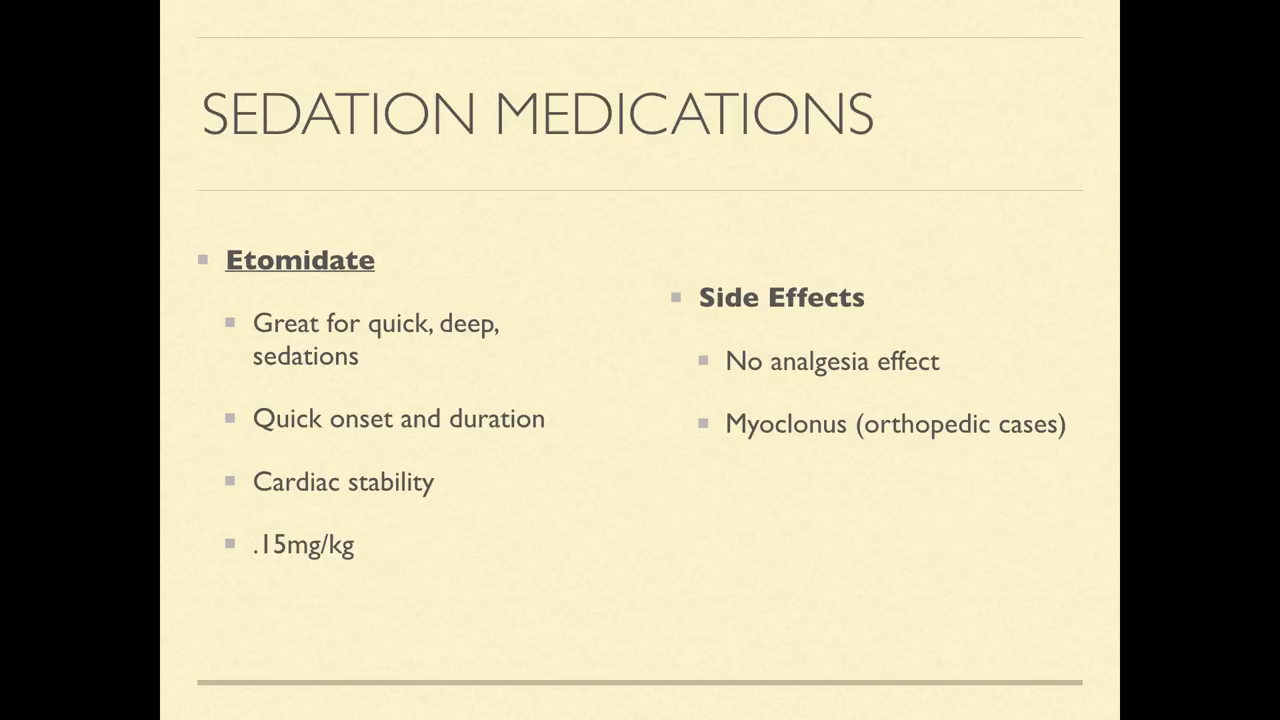 SEDATION MEDICATIONS
Etomidate
Great for quick, deep,
sedations
Quick onset and duration
Cardiac stability
.15mg/kg
Side Effects
No analgesia effect
Myoclonus (orthopedic cases)